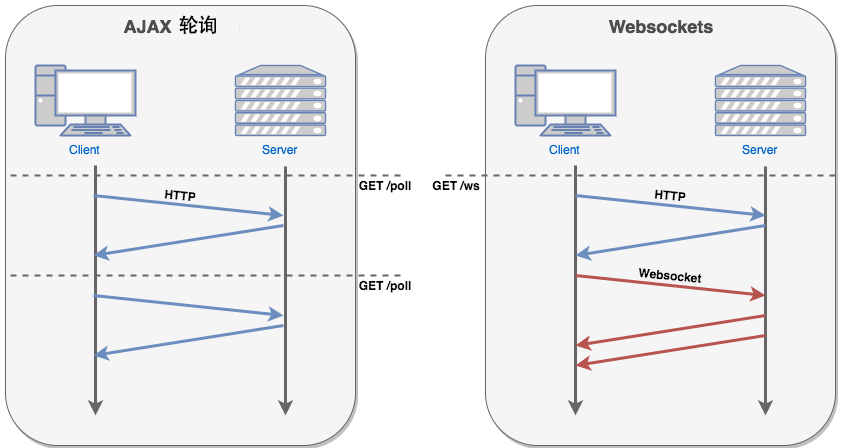 AJAX 轮询
Client
Server
GET /poll
HTTP
GET /poll
Websockets
Client
Server
GET /ws
HTTP
Websocket